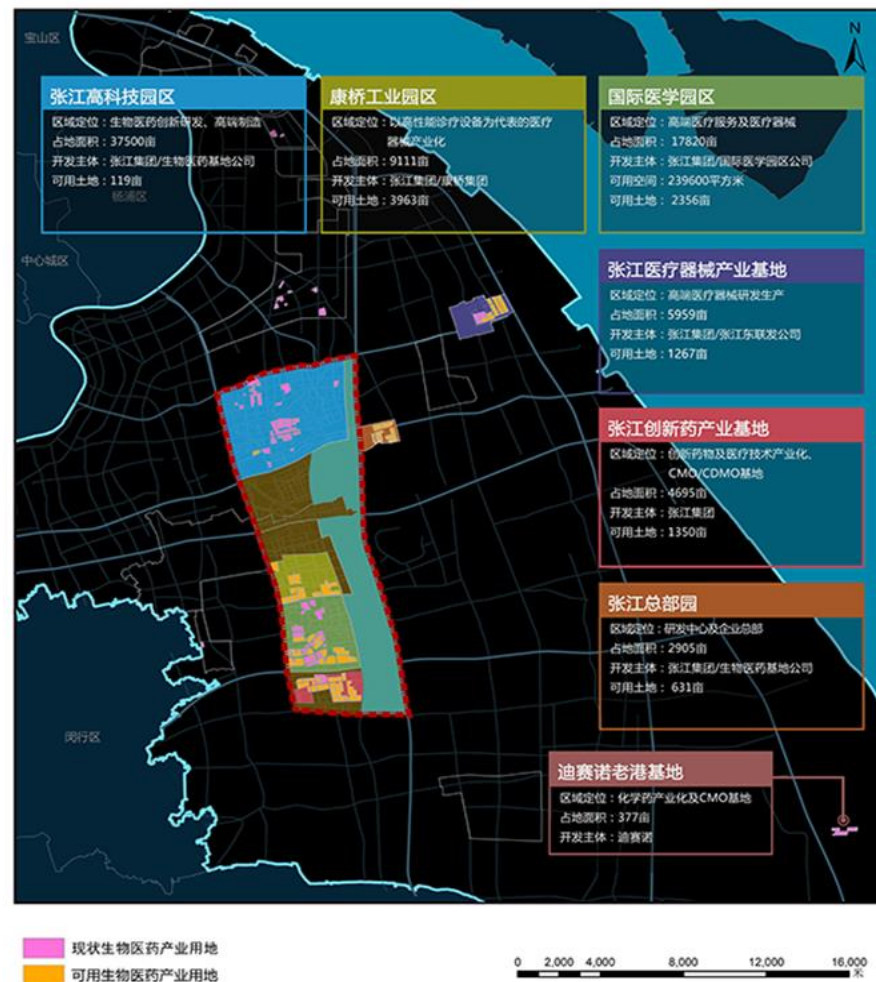 宝山区
N
张江高科技园区
区域定位：生物医药创新研发、高端制造
占地面积：37500亩
开发主体：张江集团/生物医药基地公司
可用土地：119亩
杨浦区
中心城区
康桥工业园区
区域定位：以高性能诊疗设备为代表的医疗
器械产业化
占地面积：9111亩
开发主体：张江集团/康桥集团
可用土地：3963亩
国际医学园区
区域定位：高端医疗服务及医疗器械
占地面积：17820亩
开发主体：张江集团/国际医学园区公司
可用空间：239600平方米
可用土地：2356亩
张江医疗器械产业基地
区域定位：高端医疗器械研发生产
占地面积：5959亩
开发主体：张江集团/张江东联发公司
可用土地：1267亩
张江创新药产业基地
区域定位：创新药物及医疗技术产业化、
CMO/CDMO基地
占地面积：4695亩
开发主体：张江集团
可用土地：1350亩
张江总部园
区域定位：研发中心及企业总部
占地面积：2905亩
开发主体：张江集团/生物医药基地公司
可用土地：631亩
闵行区
迪赛诺老港基地
区域定位：化学药产业化及CMO基地
占地面积：377亩
开发主体：迪赛诺
现状生物医药产业用地
可用生物医药产业用地
0 2,000 4,000 8,000 12,000 16,000
米